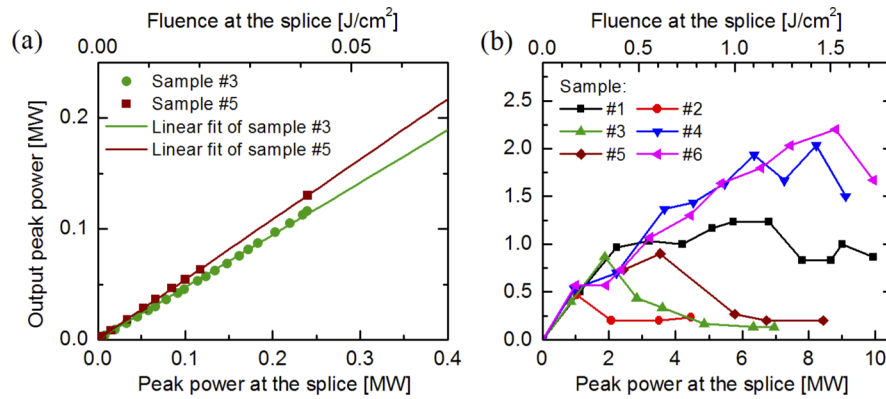 (a)
Fluence at the splice [J/cm²]
0.00 0.05
Sample #3
Sample #5
Linear fit of sample #3
Linear fit of sample #5
Output peak power [MW]
0.2
0.1
0.0
0.0 0.1 0.2 0.3 0.4
Peak power at the splice [MW]
(b)
Fluence at the splice [J/cm²]
0.0 0.5 1.0 1.5
Sample:
#1 #2
#3 #4
#5 #6
2.5
2.0
1.5
1.0
0.5
0.0
0 2 4 6 8 10
Peak power at the splice [MW]